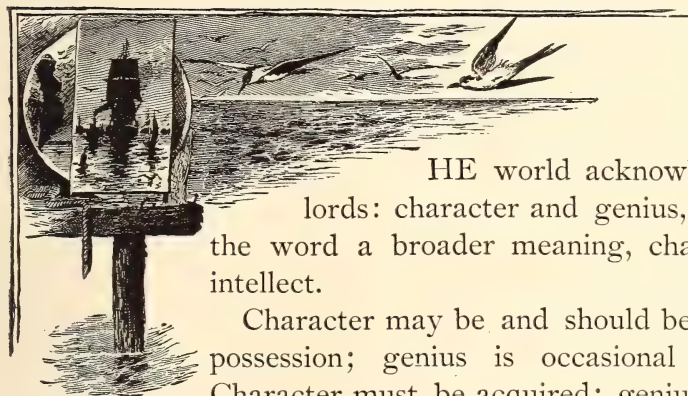 HE world acknow
lords: character and genius,
the word a broader meaning, cha
intellect.
Character may be and should be
possession; genius is occasional
Character must be acquired; geniu